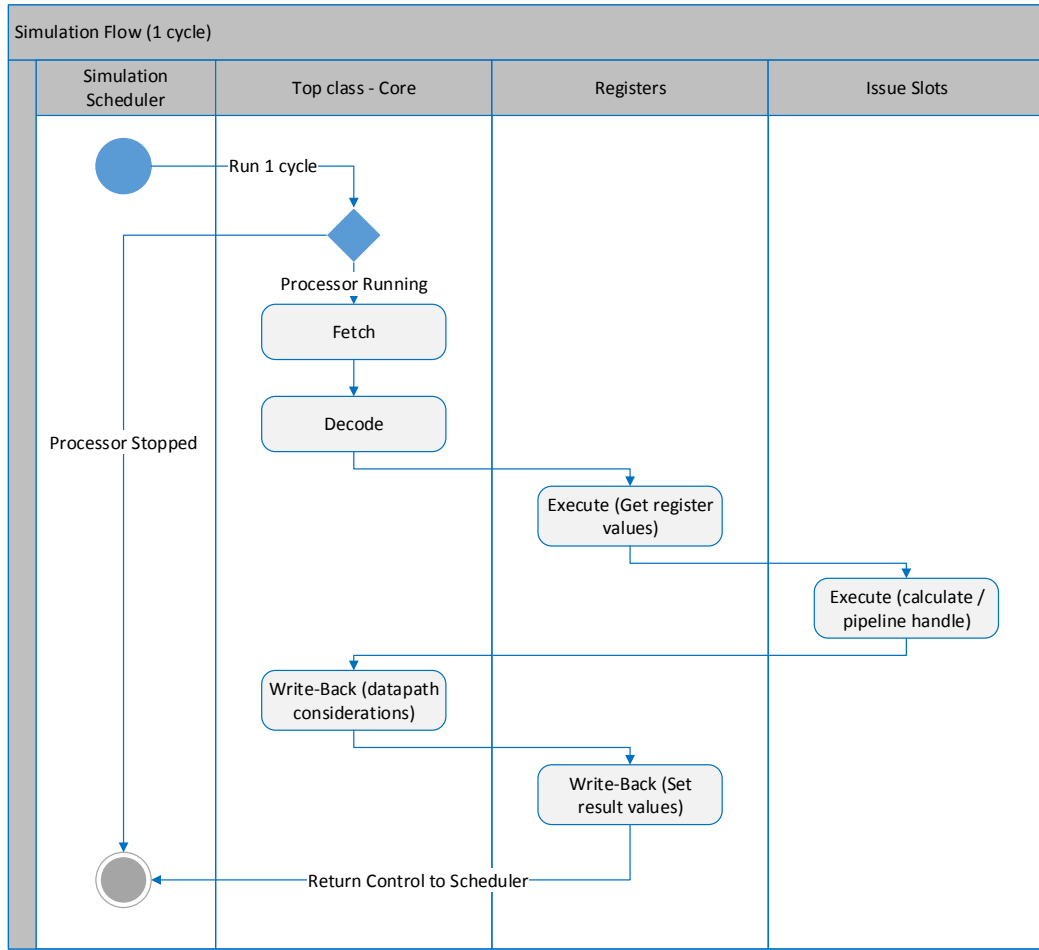 Simulation Flow (1 cycle)
Simulation
Scheduler
Top class - Core
Registers
Issue Slots
Run 1 cycle
Processor Running
Fetch
Decode
Processor Stopped
Execute (Get register
values)
Execute (calculate /
pipeline handle)
Write-Back (datapath
considerations)
Write-Back (Set
result values)
Return Control to Scheduler